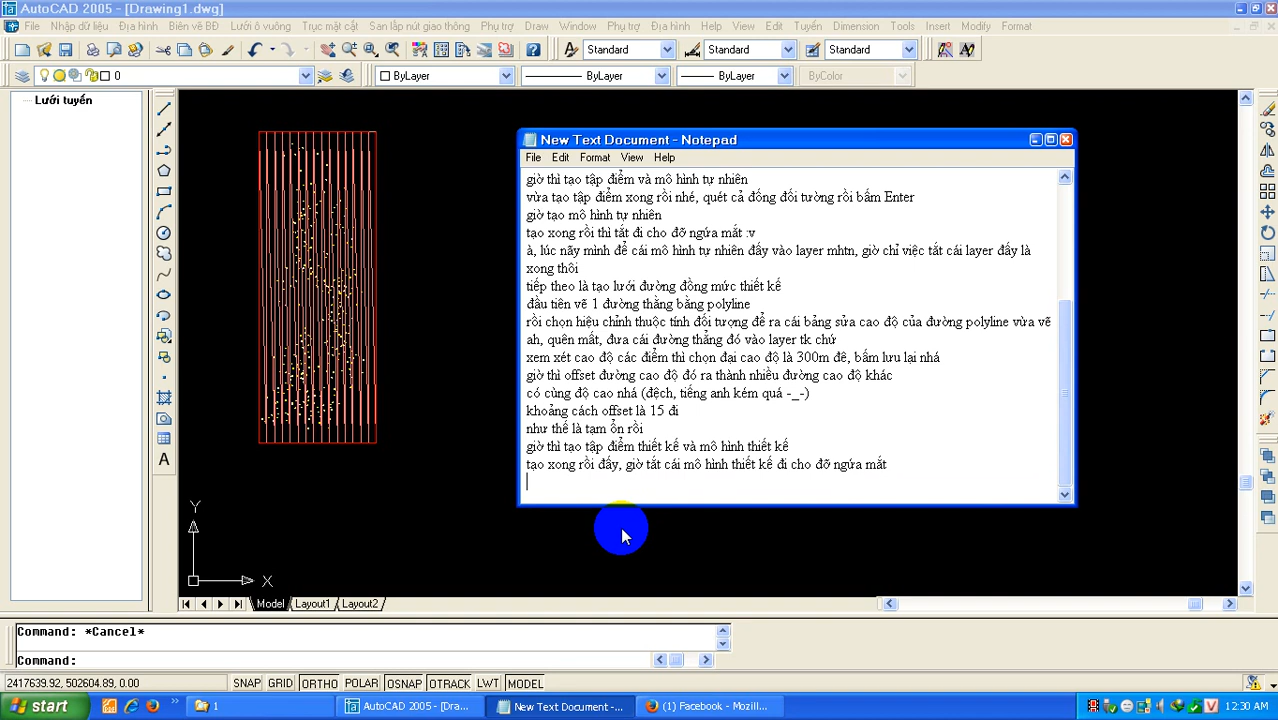 AutoCAD 2005 - [Drawing1.dwg]
File Nhập dữ liệu Địa hình Biên vẽ BĐ Lưới ô vuông Trục mặt cắt San lấp nút giao thông Phụ trợ Draw Window Phụ trợ Địa hình Help View Edit Tuyến Dimension Tools Insert Modify Format
Standard Standard Standard
0 ByLayer ByLayer ByLayer ByColor
Lưới tuyến
New Text Document - Notepad
File Edit Format View Help
giờ thì tạo tập điểm và mô hình tự nhiên
vừa tạo tập điểm xong rồi nhé, quét cả đống đối tường rồi bấm Enter
giờ tạo mô hình tự nhiên
tạo xong rồi thì tắt đi cho đỡ ngứa mắt :v
à, lúc nãy mình để cái mô hình tự nhiên đấy vào layer mhtn, giờ chỉ việc tắt cái layer đấy là
xong thôi
tiếp theo là tạo lưới đường đồng mức thiết kế
đầu tiên vẽ 1 đường thẳng bằng polyline
rồi chọn hiệu chỉnh thuộc tính đối tượng để ra cái bảng sửa cao độ của đường polyline vừa vẽ
ah, quên mất, đưa cái đường thẳng đó vào layer tk chứ
xem xét cao độ các điểm thì chọn đại cao độ là 300m đê, bấm lưu lại nhá
giờ thì offset đường cao độ đó ra thành nhiều đường cao độ khác
có cùng độ cao nhá (đệch, tiếng anh kém quá -_-)
khoảng cách offset là 15 đi
như thế là tạm ổn rồi
giờ thì tạo tập điểm thiết kế và mô hình thiết kế
tạo xong rồi đấy, giờ tắt cái mô hình thiết kế đi cho đỡ ngứa mắt
Y
X
Model Layout1 Layout2
Command: *Cancel*
Command:
2417639.92, 502604.89, 0.00 SNAP GRID ORTHO POLAR OSNAP OTRACK LWT MODEL
start 1 AutoCAD 2005 - [Dra... New Text Document -... (1) Facebook - Mozill... V 12:30 AM